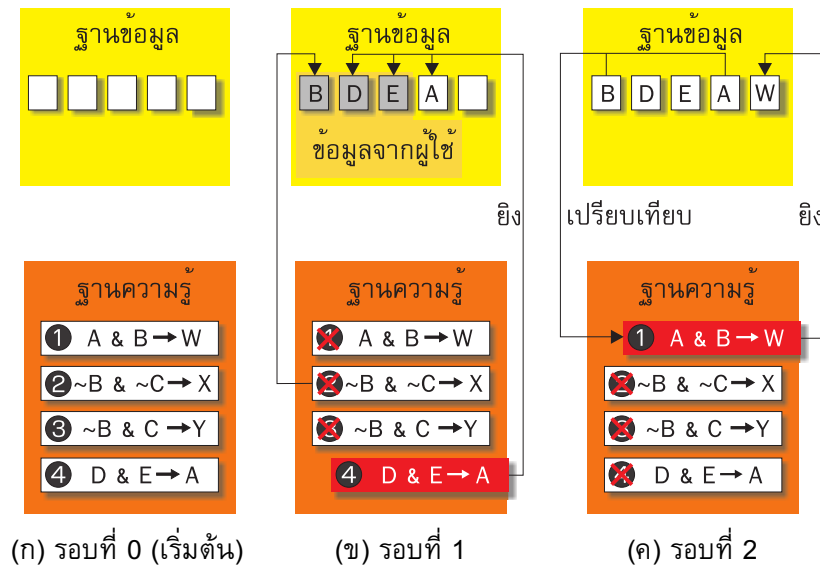 ฐานข้อมูล
ฐานความรู้
1 A & B → W
2 ~B & ~C → X
3 ~B & C → Y
4 D & E → A
(ก) รอบที่ 0 (เริ่มต้น)
ฐานข้อมูล
B D E A
ข้อมูลจากผู้ใช้
ยิง
ฐานความรู้
1 A & B → W
2 ~B & ~C → X
3 ~B & C → Y
4 D & E → A
(ข) รอบที่ 1
ฐานข้อมูล
B D E A W
เปรียบเทียบ
ยิง
ฐานความรู้
1 A & B → W
2 ~B & ~C → X
3 ~B & C → Y
4 D & E → A
(ค) รอบที่ 2